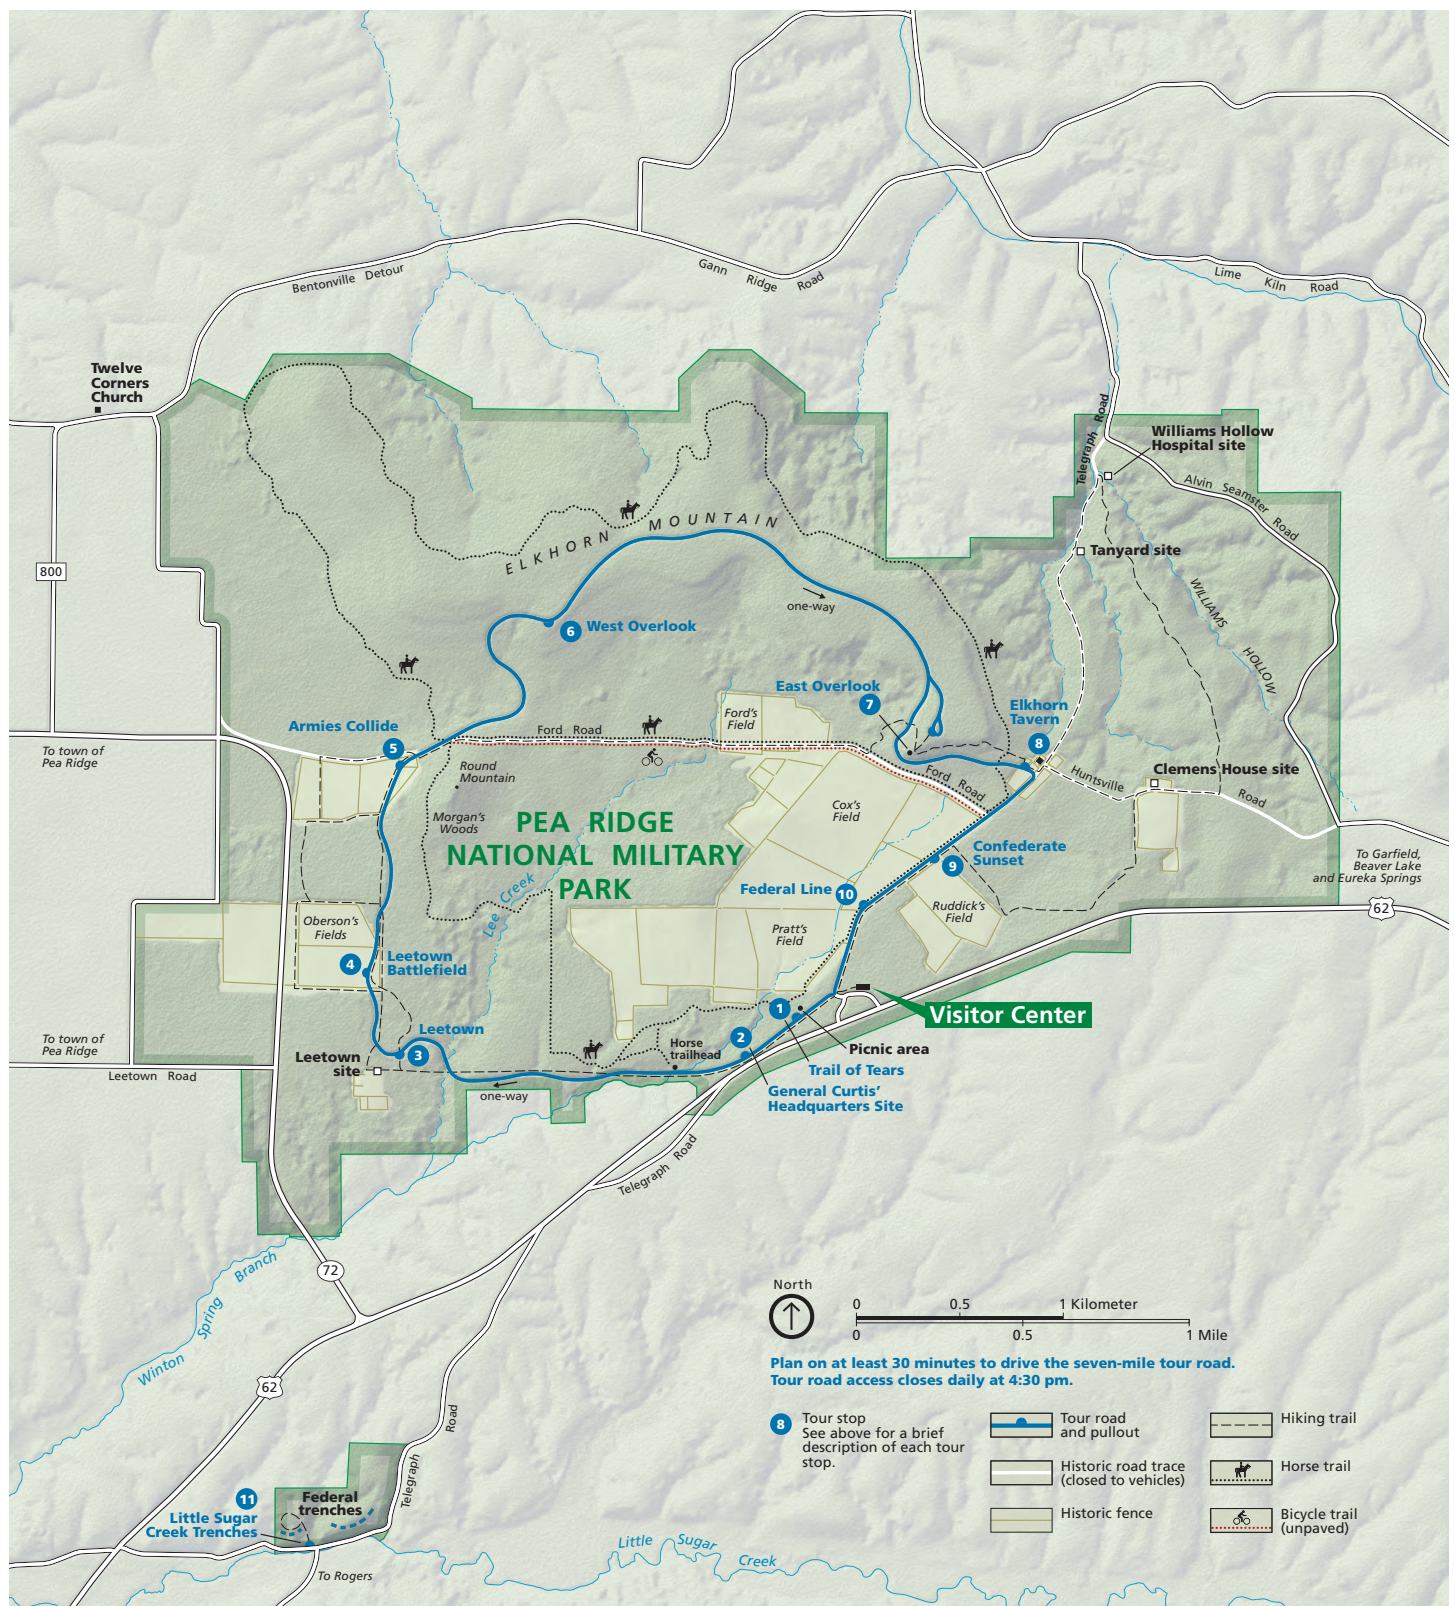 Bentonville Detour
Gann Ridge Road
Lime Kiln Road
Twelve
Corners
Church
Telegraph Road
Williams Hollow
Hospital site
Alvin Seamster Road
ELKHORN MOUNTAIN
Tanyard site
800
one-way
WILLIAMS HOLLOW
6 West Overlook
East Overlook
7
Elkhorn
Tavern
8
Ford's
Field
Armies Collide
5
Ford Road
To town of
Pea Ridge
Round
Mountain
Ford Road
Huntsville Road
Clemens House site
Cox's
Field
Morgan's
Woods
PEA RIDGE
NATIONAL MILITARY
PARK
Confederate
Sunset
9
To Garfield,
Beaver Lake
and Eureka Springs
Federal Line 10
Lee Creek
Ruddick's
Field
62
Oberson's
Fields
Pratt's
Field
4
Leetown
Battlefield
1
Visitor Center
Leetown
3
2
Horse
trailhead
Picnic area
To town of
Pea Ridge
Leetown Road
Leetown
site
Trail of Tears
General Curtis'
Headquarters Site
one-way
Telegraph Road
72
Winton Spring Branch
62
North
0 0.5 1 Kilometer
0 0.5 1 Mile
Plan on at least 30 minutes to drive the seven-mile tour road.
Tour road access closes daily at 4:30 pm.
8
Tour stop
See above for a brief
description of each tour
stop.
Tour road
and pullout
Historic road trace
(closed to vehicles)
Historic fence
Hiking trail
Horse trail
Bicycle trail
(unpaved)
Telegraph Road
11
Federal
trenches
Little Sugar
Creek Trenches
Little Sugar Creek
To Rogers